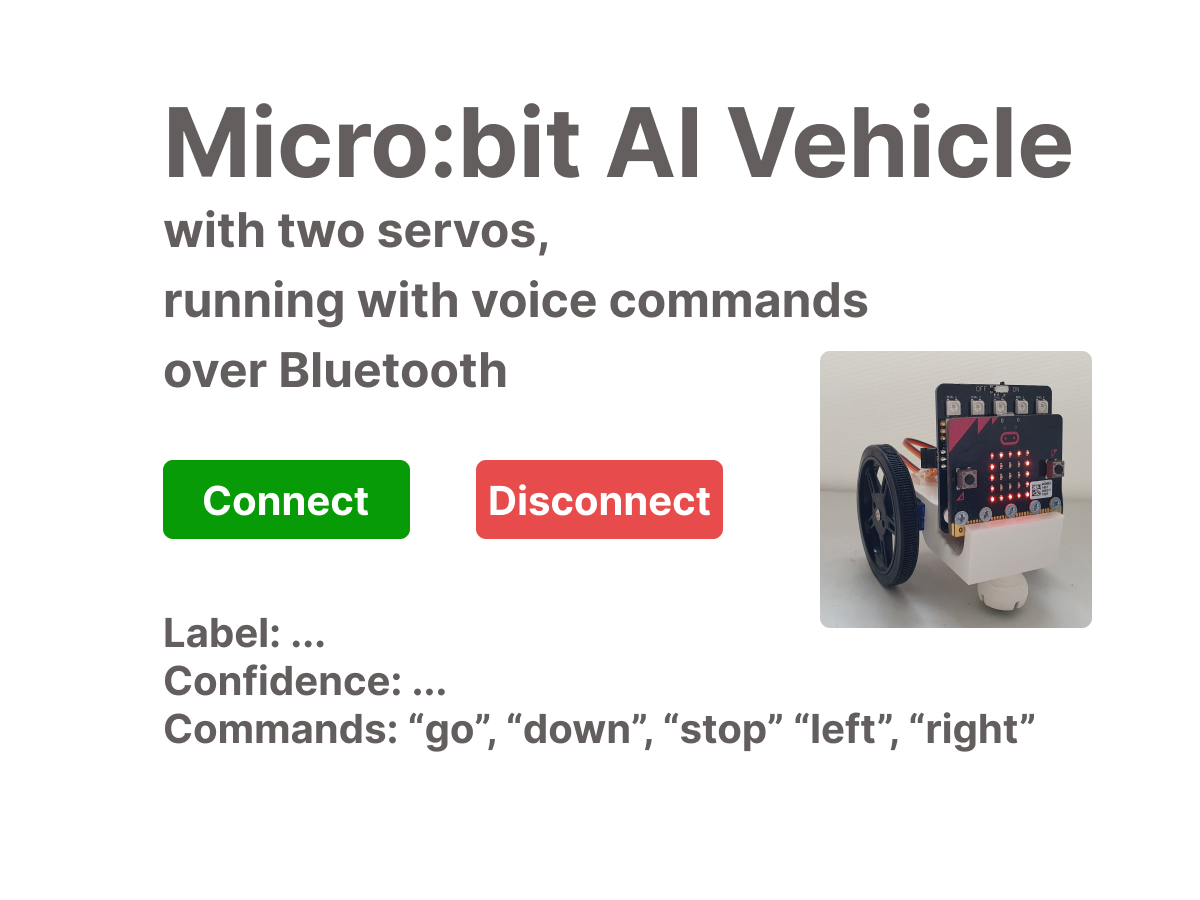 Micro:bit AI Vehicle
with two servos,
running with voice commands
over Bluetooth
OFF ON
Connect
Disconnect
Label: ...
Confidence: ...
Commands: “go”, “down”, “stop” “left”, “right”